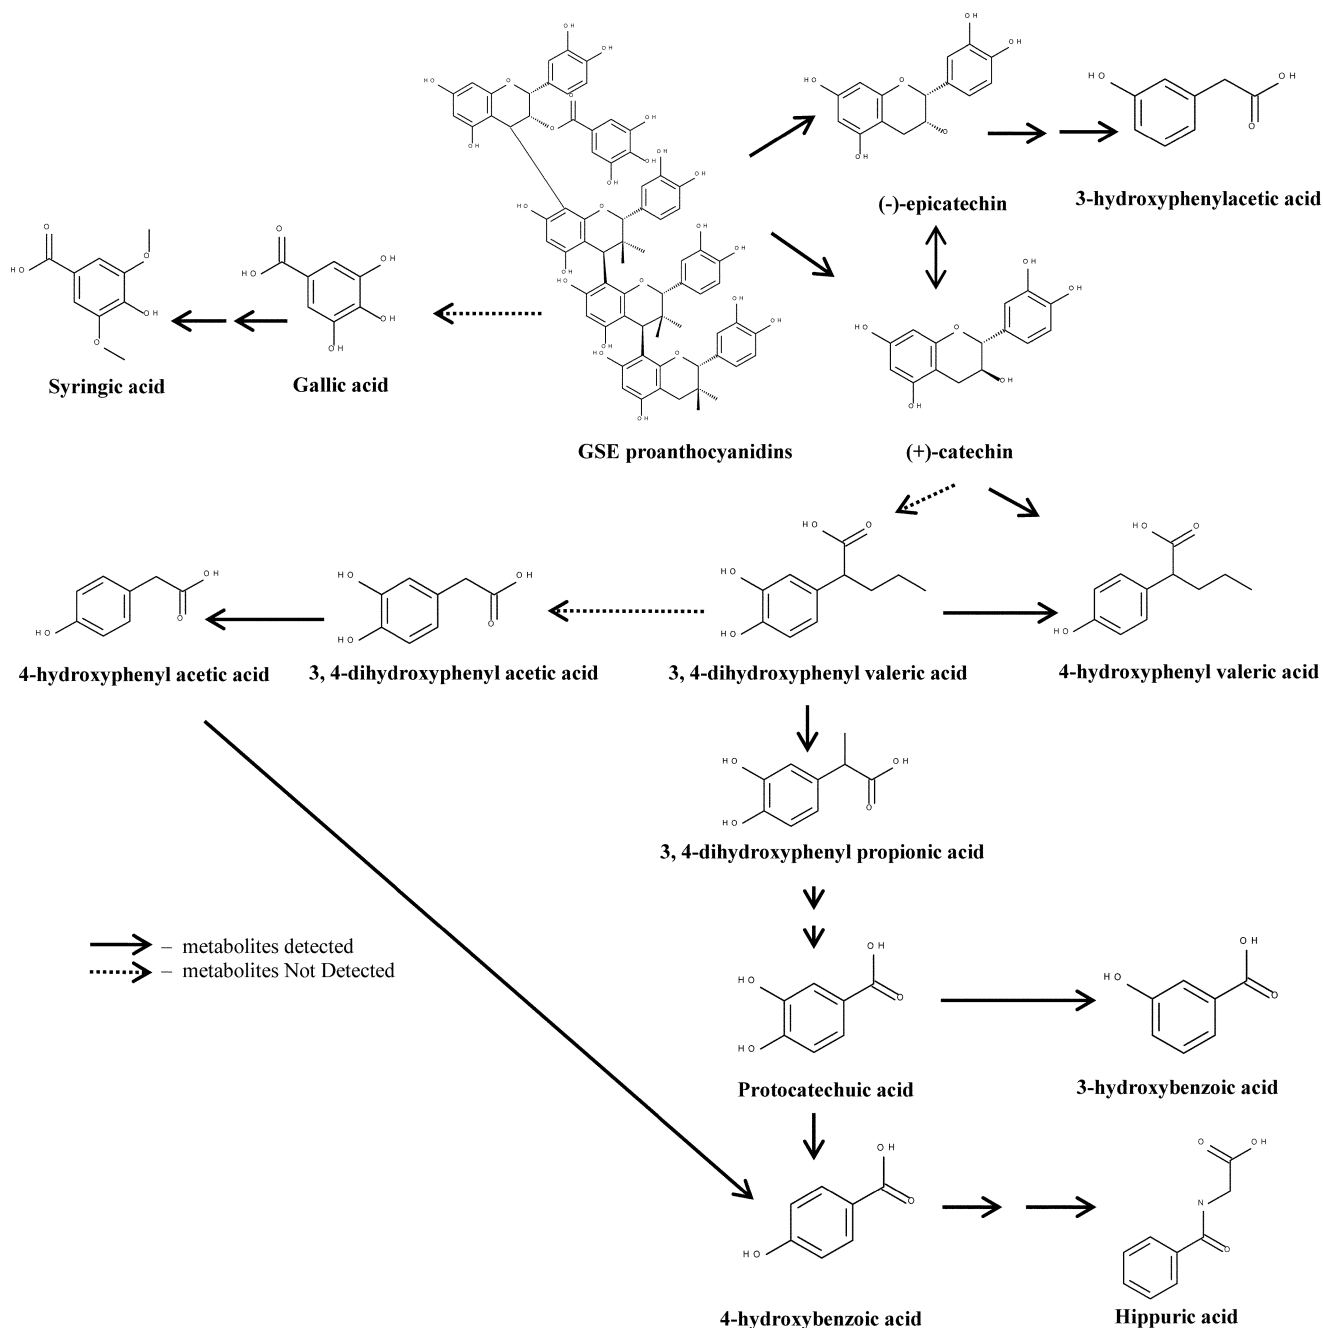 (-)-epicatechin
3-hydroxyphenylacetic acid
Syringic acid
Gallic acid
GSE proanthocyanidins
(+)-catechin
4-hydroxyphenyl acetic acid
3, 4-dihydroxyphenyl acetic acid
3, 4-dihydroxyphenyl valeric acid
4-hydroxyphenyl valeric acid
3, 4-dihydroxyphenyl propionic acid
– metabolites detected
– metabolites Not Detected
Protocatechuic acid
3-hydroxybenzoic acid
4-hydroxybenzoic acid
Hippuric acid